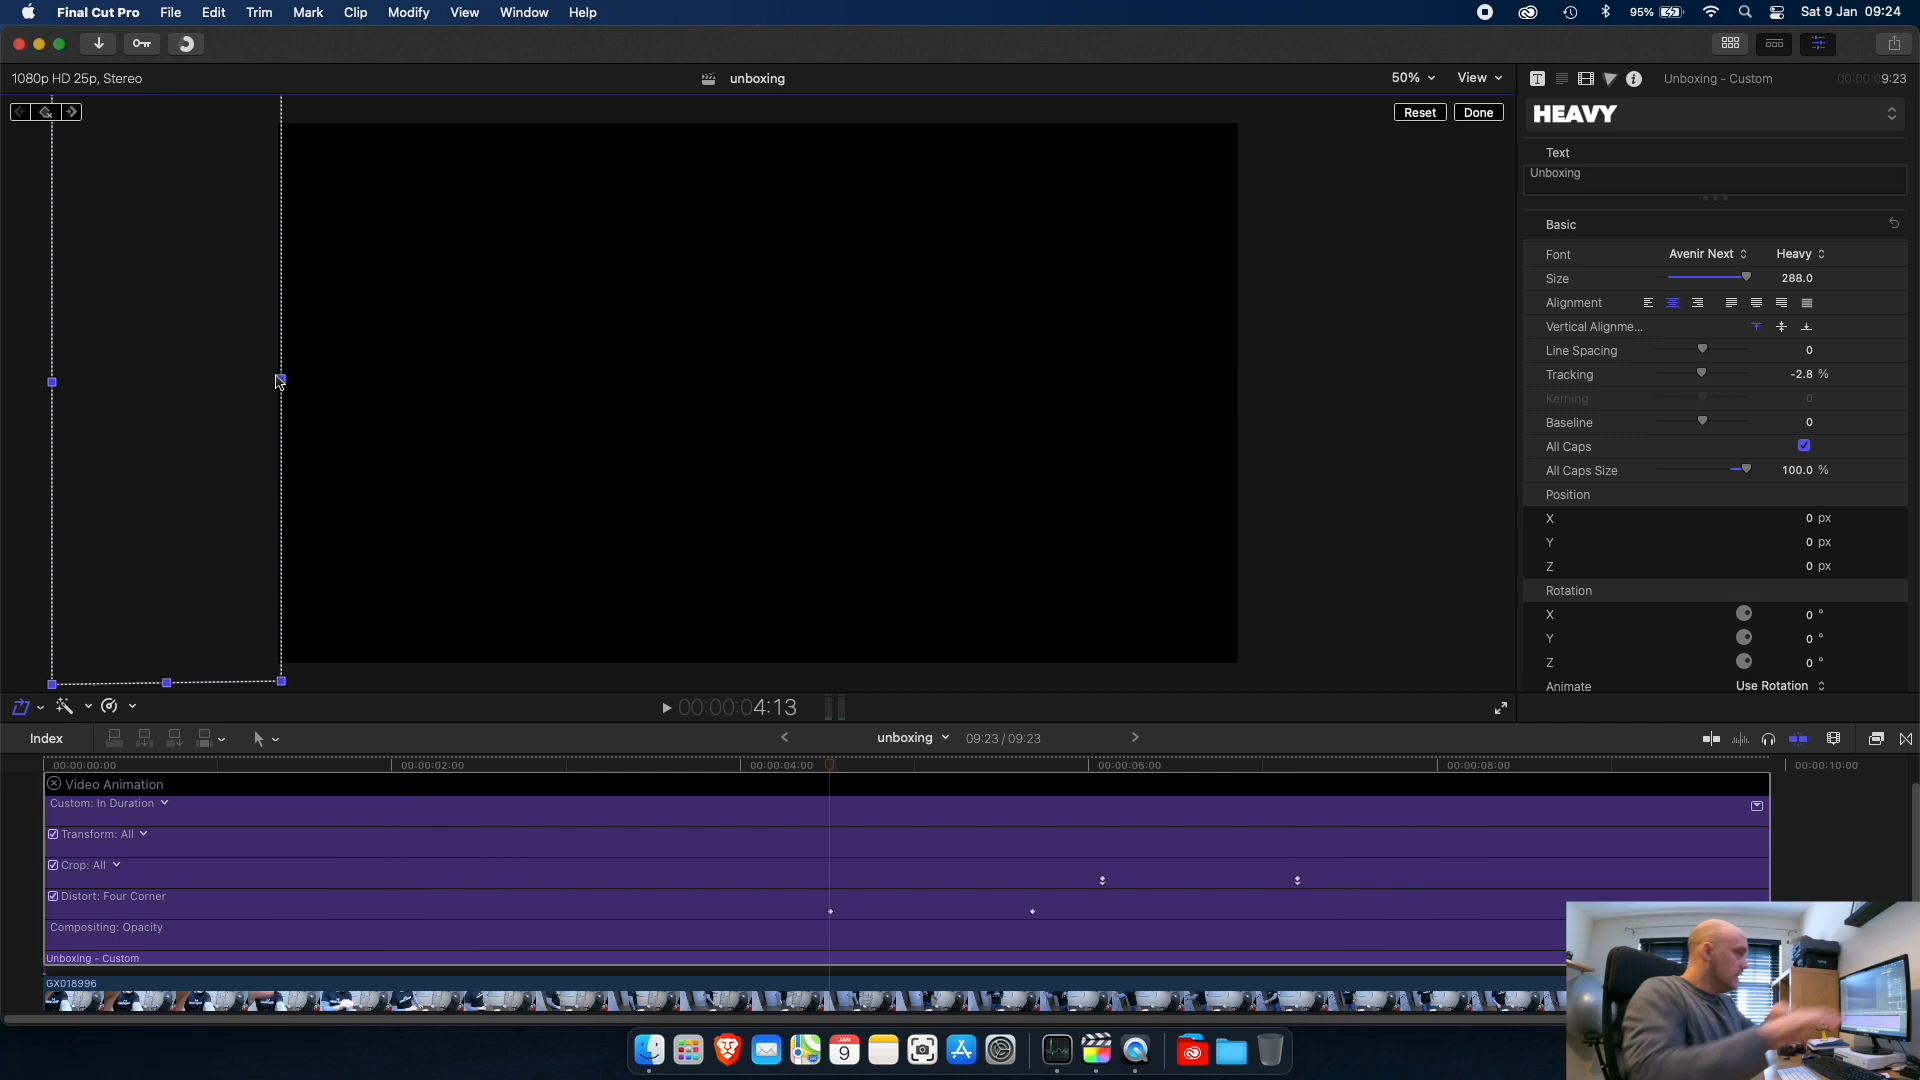 Final Cut Pro File Edit Trim Mark Clip Modify View Window Help
95% Sat 9 Jan 09:24
1080p HD 25p, Stereo
unboxing
50% View
Unboxing - Custom
00:00:09:23
Reset Done
HEAVY
Text
Unboxing
Basic
Font Avenir Next Heavy
Size 288.0
Alignment
Vertical Alignme...
Line Spacing 0
Tracking -2.8 %
Kerning 0
Baseline 0
All Caps
All Caps Size 100.0 %
Position
X 0 px
Y 0 px
Z 0 px
Rotation
X 0 °
Y 0 °
Z 0 °
Animate Use Rotation
00:00:04:13
Index
unboxing 09:23 / 09:23
00:00:00:00 00:00:02:00 00:00:04:00 00:00:06:00 00:00:08:00 00:00:10:00
Video Animation
Custom: In Duration
Transform: All
Crop: All
Distort: Four Corner
Compositing: Opacity
Unboxing - Custom
GX018996
JAN
9